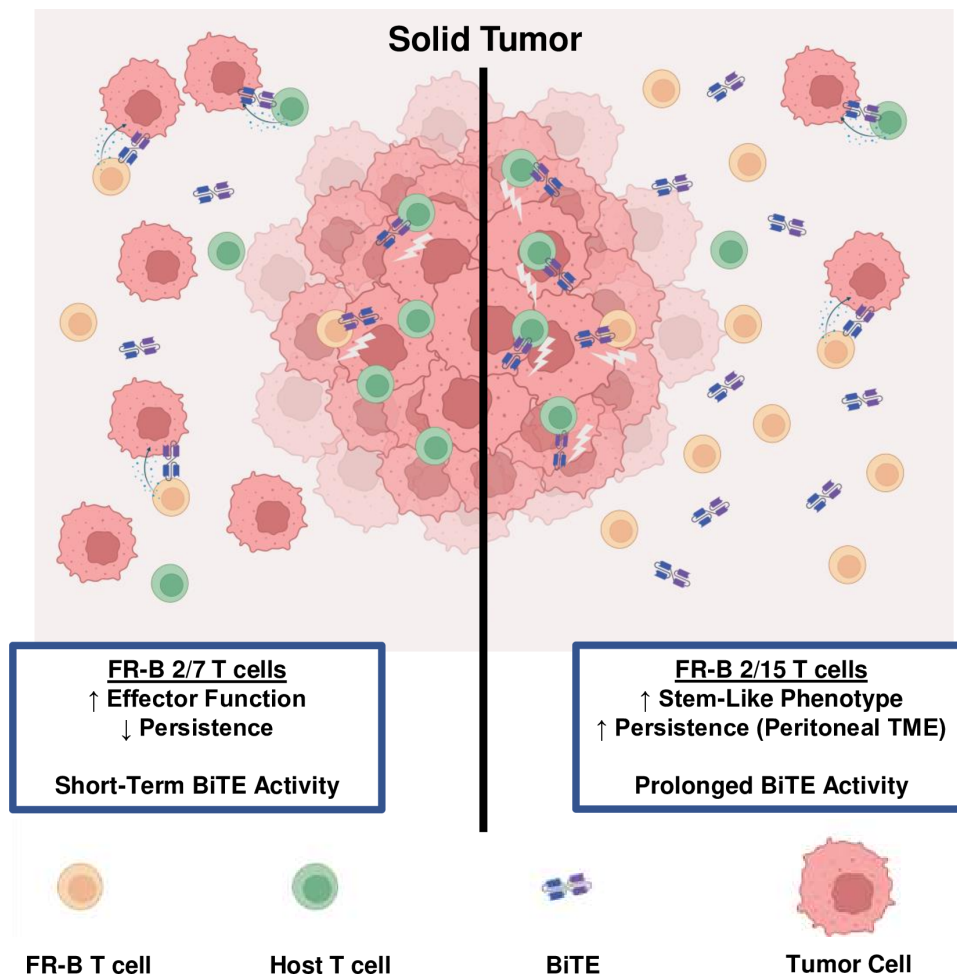 Solid Tumor
FR-B 2/7 T cells
↑ Effector Function
↓ Persistence
Short-Term BiTE Activity
FR-B 2/15 T cells
↑ Stem-Like Phenotype
↑ Persistence (Peritoneal TME)
Prolonged BiTE Activity
FR-B T cell
Host T cell
BiTE
Tumor Cell